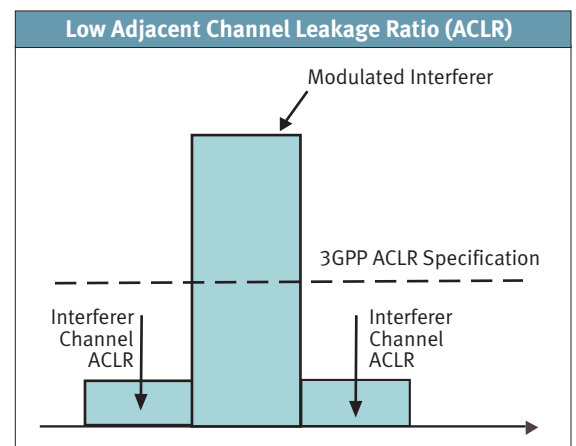 Low Adjacent Channel Leakage Ratio (ACLR)
Modulated Interferer
3GPP ACLR Specification
Interferer
Channel
ACLR
Interferer
Channel
ACLR